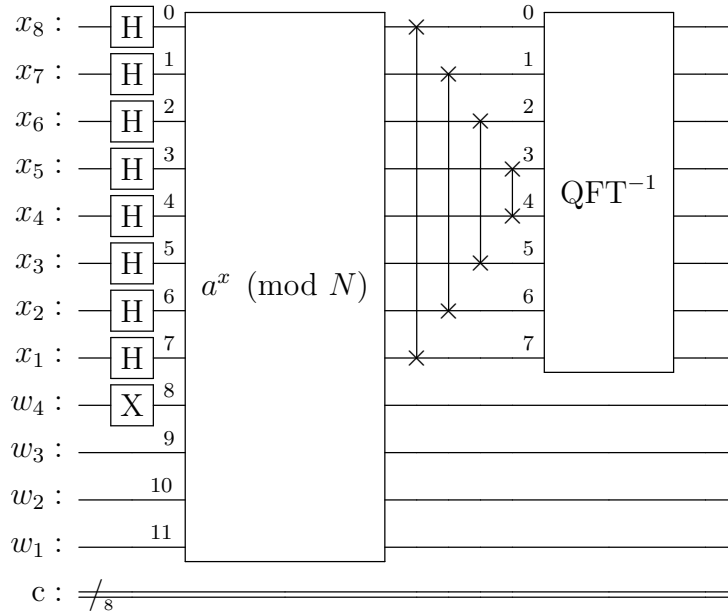 x₈ : H 0 0
x₇ : H 1 1
x₆ : H 2 2
x₅ : H 3 3
x₄ : H 4 4 QFT⁻¹
x₃ : H 5 5
x₂ : H 6 aˣ (mod N) 6
x₁ : H 7 7
w₄ : X 8
w₃ : 9
w₂ : 10
w₁ : 11
c : 8